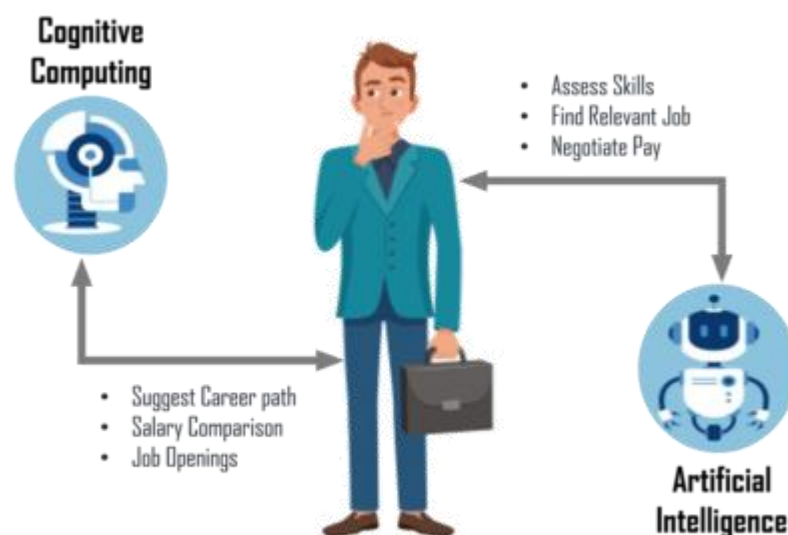 Cognitive
Computing
• Assess Skills
• Find Relevant Job
• Negotiate Pay
• Suggest Career path
• Salary Comparison
• Job Openings
Artificial
Intelligence